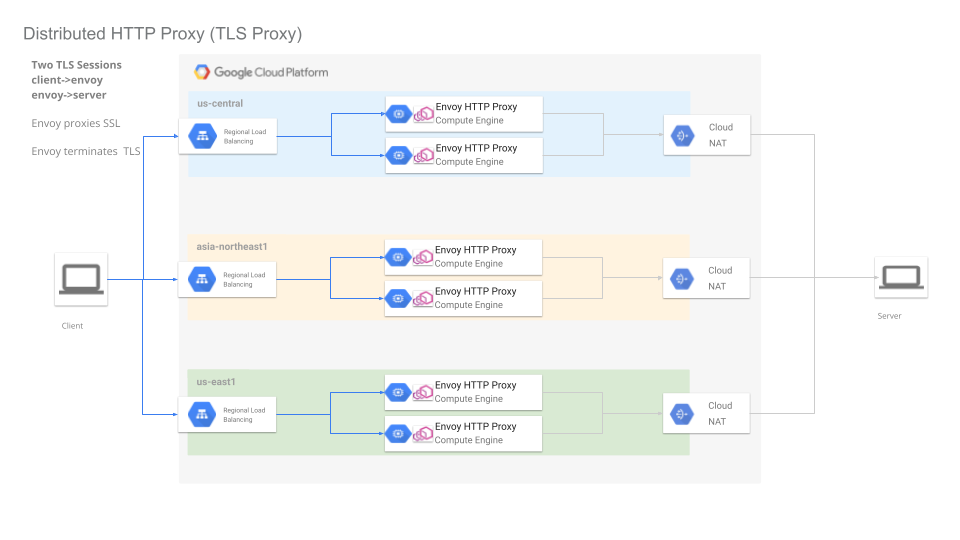 Distributed HTTP Proxy (TLS Proxy)
Two TLS Sessions
client->envoy
envoy->server
Envoy proxies SSL
Envoy terminates TLS
Google Cloud Platform
us-central
Regional Load
Balancing
Envoy HTTP Proxy
Compute Engine
Envoy HTTP Proxy
Compute Engine
Cloud
NAT
asia-northeast1
Regional Load
Balancing
Envoy HTTP Proxy
Compute Engine
Envoy HTTP Proxy
Compute Engine
Cloud
NAT
Client
Server
us-east1
Regional Load
Balancing
Envoy HTTP Proxy
Compute Engine
Envoy HTTP Proxy
Compute Engine
Cloud
NAT